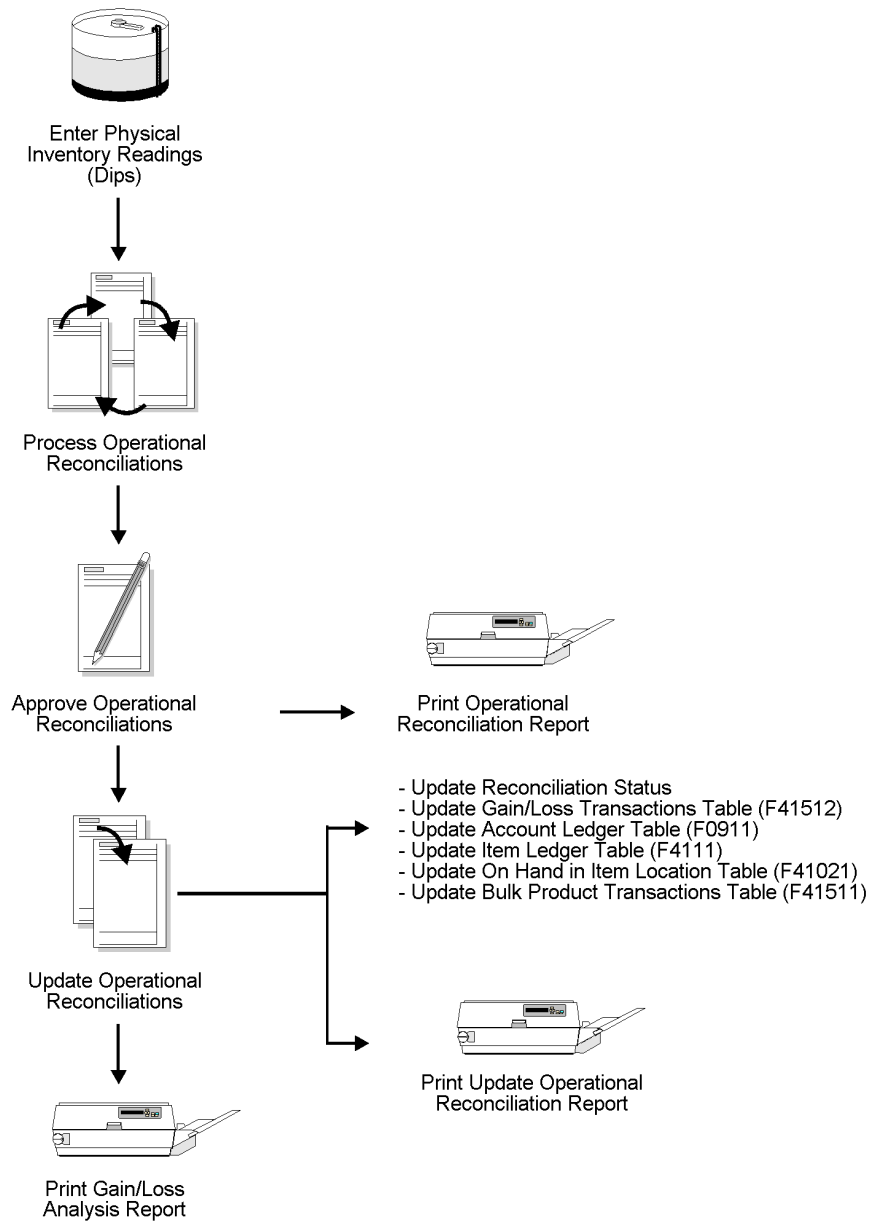 Enter Physical
Inventory Readings
(Dips)
Process Operational
Reconciliations
Approve Operational
Reconciliations
Print Operational
Reconciliation Report
- Update Reconciliation Status
- Update Gain/Loss Transactions Table (F41512)
- Update Account Ledger Table (F0911)
- Update Item Ledger Table (F4111)
- Update On Hand in Item Location Table (F41021)
- Update Bulk Product Transactions Table (F41511)
Update Operational
Reconciliations
Print Update Operational
Reconciliation Report
Print Gain/Loss
Analysis Report